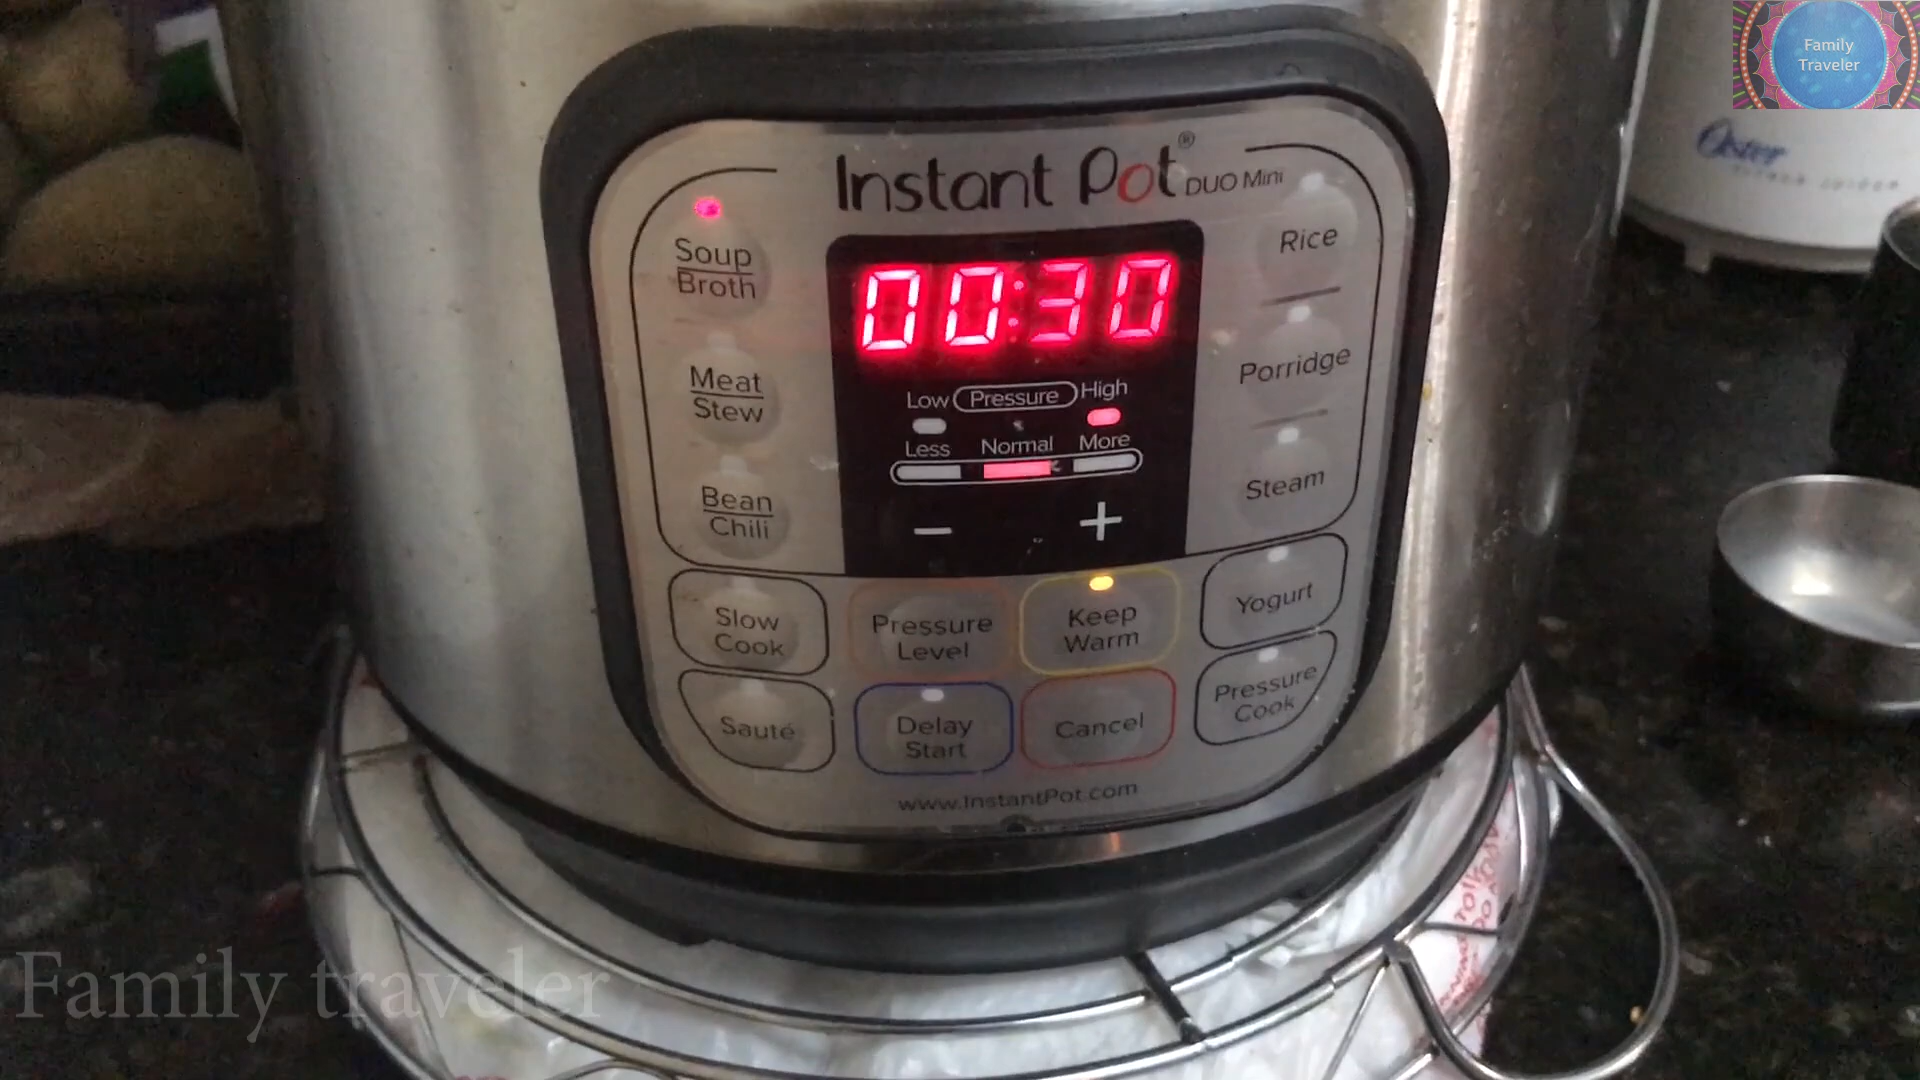 Family
Traveler
Oster
Instant Pot® DUO Mini
Soup
Broth
00:30
Rice
Meat
Stew
Low Pressure High
Less Normal More
Porridge
Bean
Chili
− +
Steam
Slow
Cook
Pressure
Level
Keep
Warm
Yogurt
Sauté
Delay
Start
Cancel
Pressure
Cook
www.InstantPot.com
Family traveler